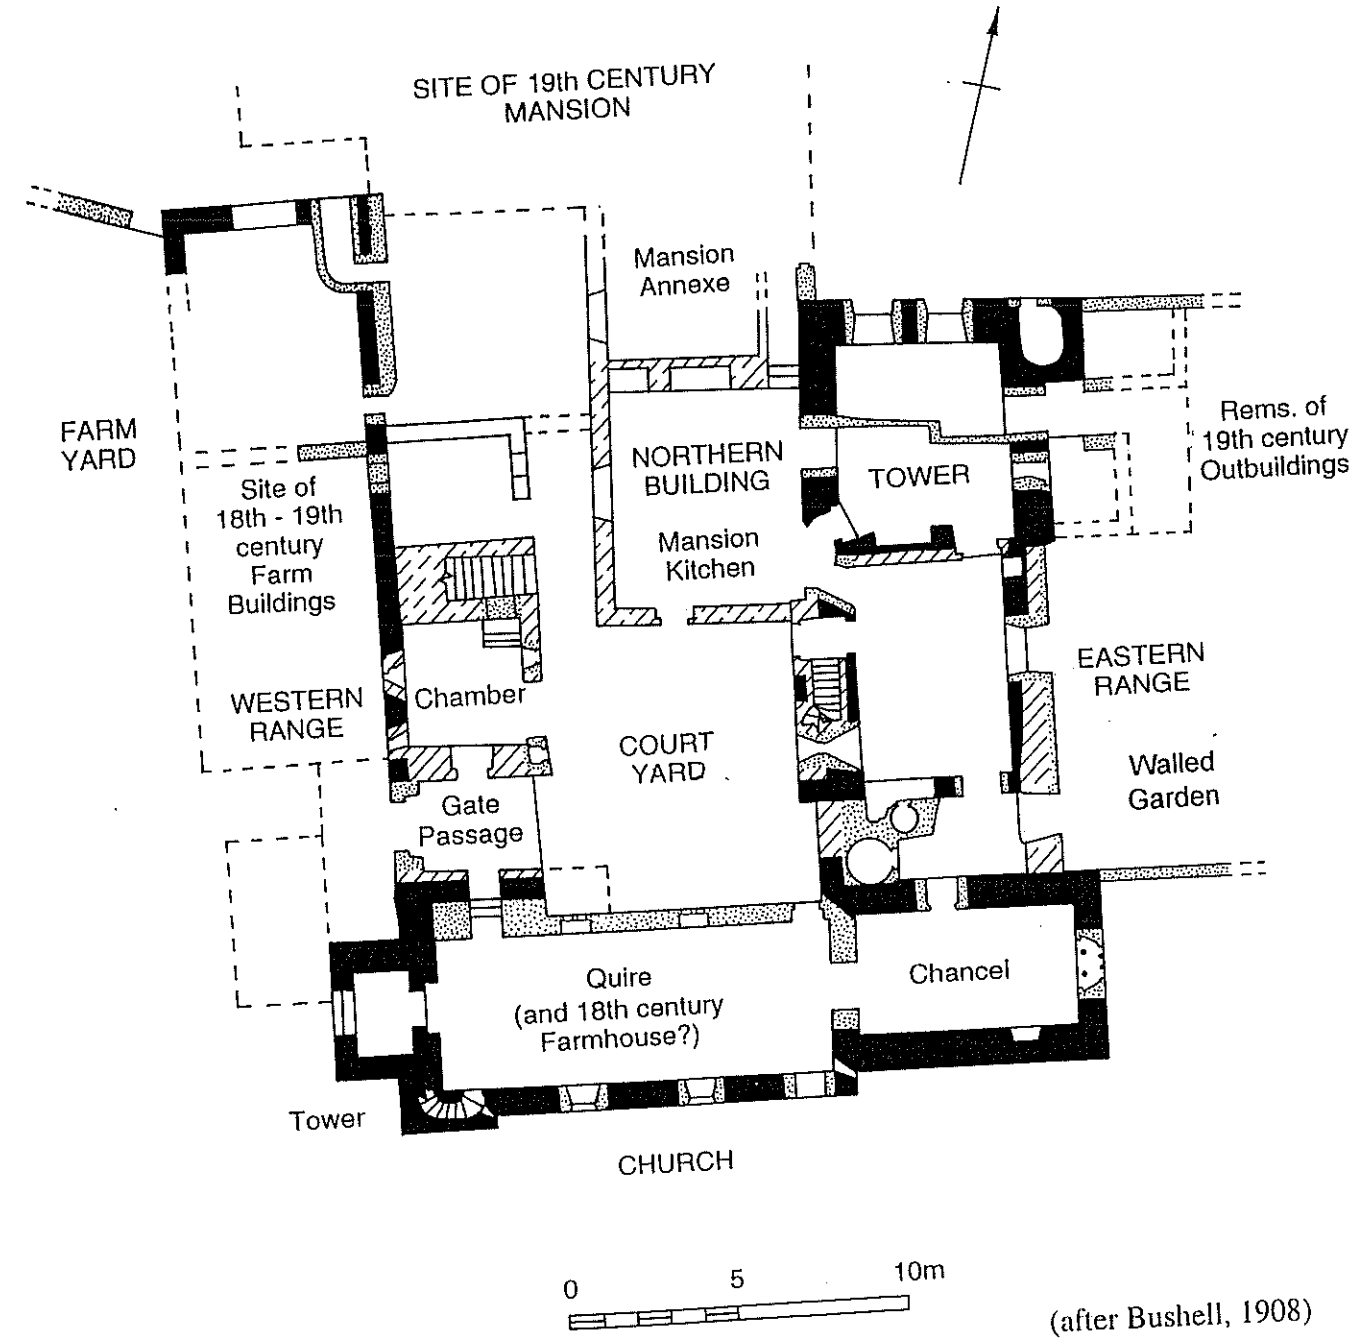 SITE OF 19th CENTURY
MANSION
Mansion
Annexe
FARM
YARD
Rems. of
19th century
Outbuildings
NORTHERN
BUILDING
TOWER
Site of
18th - 19th
century
Farm
Buildings
Mansion
Kitchen
EASTERN
RANGE
WESTERN
RANGE
Chamber
COURT
YARD
Walled
Garden
Gate
Passage
Quire
(and 18th century
Farmhouse?)
Chancel
Tower
CHURCH
0 5 10m
(after Bushell, 1908)